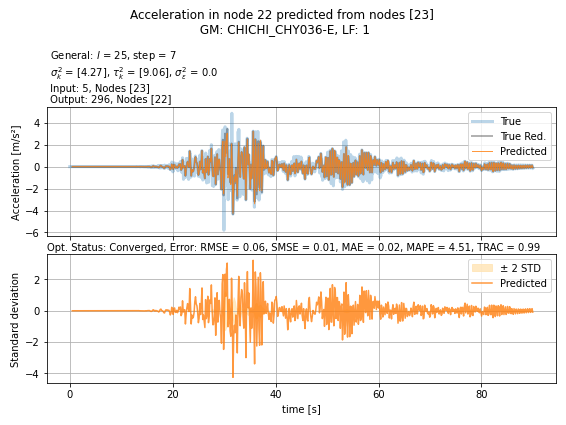 Acceleration in node 22 predicted from nodes [23]
GM: CHICHI_CHY036-E, LF: 1
General: l = 25, step = 7
σ²ₖ = [4.27], τ²ₖ = [9.06], σ²ε = 0.0
Input: 5, Nodes [23]
Output: 296, Nodes [22]
Acceleration [m/s²]
4
2
0
−2
−4
−6
True
True Red.
Predicted
Opt. Status: Converged, Error: RMSE = 0.06, SMSE = 0.01, MAE = 0.02, MAPE = 4.51, TRAC = 0.99
Standard deviation
2
0
−2
−4
± 2 STD
Predicted
0 20 40 60 80
time [s]